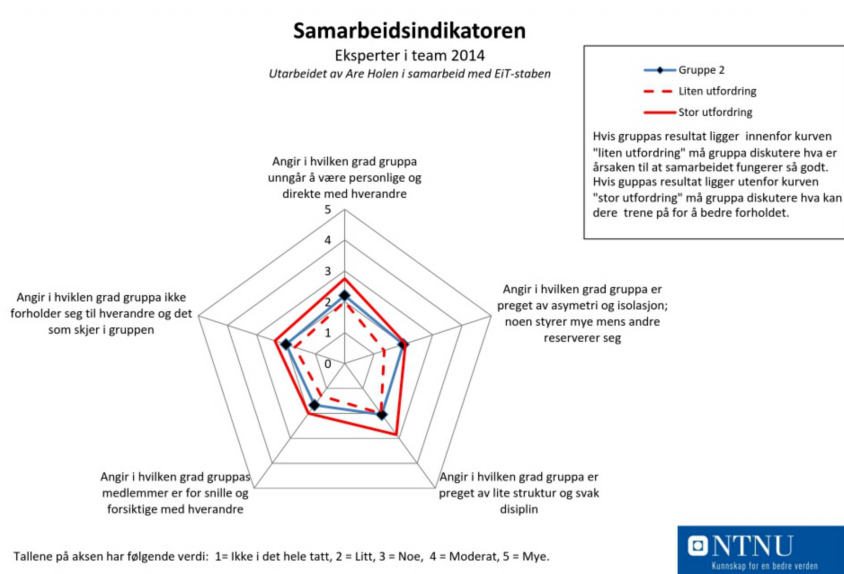 Samarbeidsindikatoren
Eksperter i team 2014
Utarbeidet av Are Holen i samarbeid med EiT-staben
Gruppe 2
Liten utfordring
Stor utfordring
Hvis gruppas resultat ligger innenfor kurven
"liten utfordring" må gruppa diskutere hva er
årsaken til at samarbeidet fungerer så godt.
Hvis guppas resultat ligger utenfor kurven
"stor utfordring" må gruppa diskutere hva kan
dere trene på for å bedre forholdet.
Angir i hvilken grad gruppa
unngår å være personlige og
direkte med hverandre
5
4
3
2
1
0
Angir i hvilken grad gruppa er
preget av asymetri og isolasjon;
noen styrer mye mens andre
reserverer seg
Angir i hviklen grad gruppa ikke
forholder seg til hverandre og det
som skjer i gruppen
Angir i hvilken grad gruppas
medlemmer er for snille og
forsiktige med hverandre
Angir i hvilken grad gruppa er
preget av lite struktur og svak
disiplin
Tallene på aksen har følgende verdi: 1= Ikke i det hele tatt, 2 = Litt, 3 = Noe, 4 = Moderat, 5 = Mye.
NTNU
Kunnskap for en bedre verden